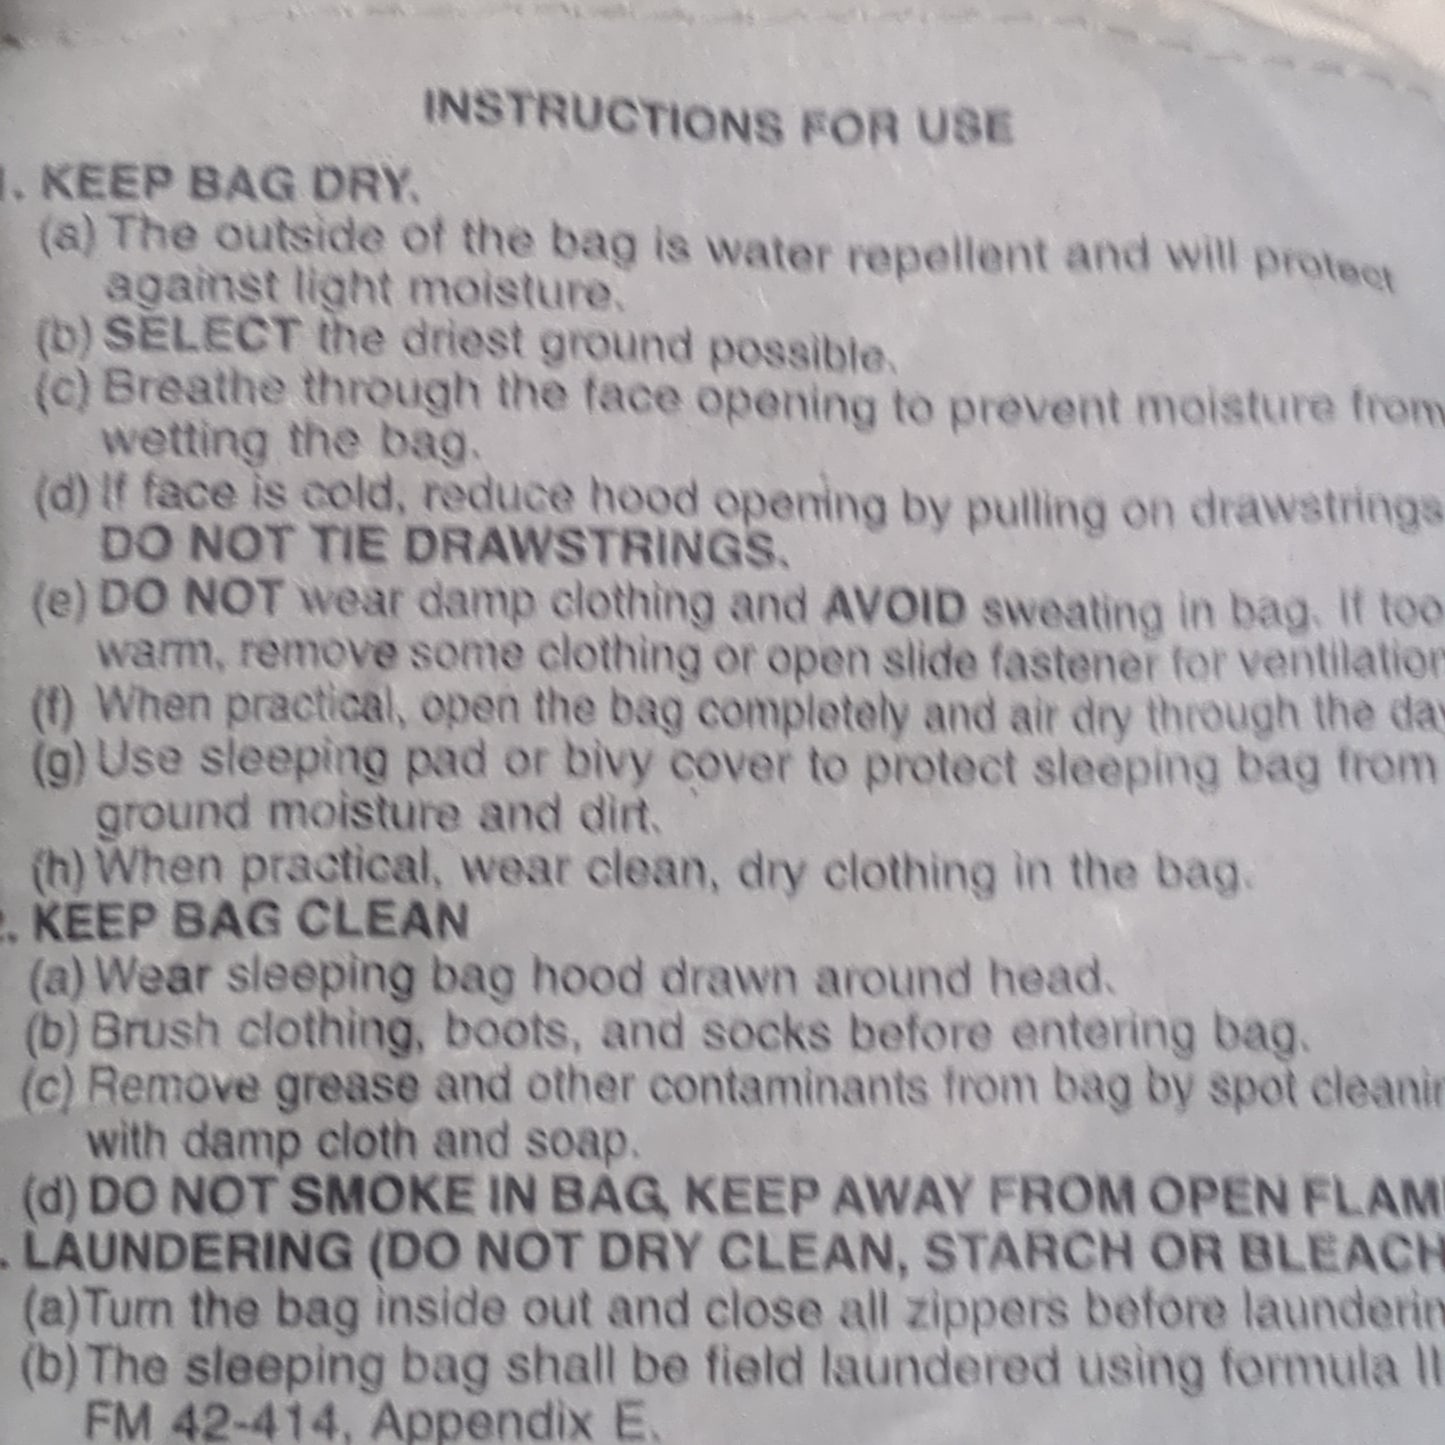 INSTRUCTIONS FOR USE
1. KEEP BAG DRY.
(a) The outside of the bag is water repellent and will protect
against light moisture.
(b) SELECT the driest ground possible.
(c) Breathe through the face opening to prevent moisture from
wetting the bag.
(d) If face is cold, reduce hood opening by pulling on drawstrings
DO NOT TIE DRAWSTRINGS.
(e) DO NOT wear damp clothing and AVOID sweating in bag. If too
warm, remove some clothing or open slide fastener for ventilation
(f) When practical, open the bag completely and air dry through the day
(g) Use sleeping pad or bivy cover to protect sleeping bag from
ground moisture and dirt.
(h) When practical, wear clean, dry clothing in the bag.
. KEEP BAG CLEAN
(a) Wear sleeping bag hood drawn around head.
(b) Brush clothing, boots, and socks before entering bag.
(c) Remove grease and other contaminants from bag by spot cleanin
with damp cloth and soap.
(d) DO NOT SMOKE IN BAG, KEEP AWAY FROM OPEN FLAM
. LAUNDERING (DO NOT DRY CLEAN, STARCH OR BLEACH
(a) Turn the bag inside out and close all zippers before launderin
(b) The sleeping bag shall be field laundered using formula II
FM 42-414, Appendix E.